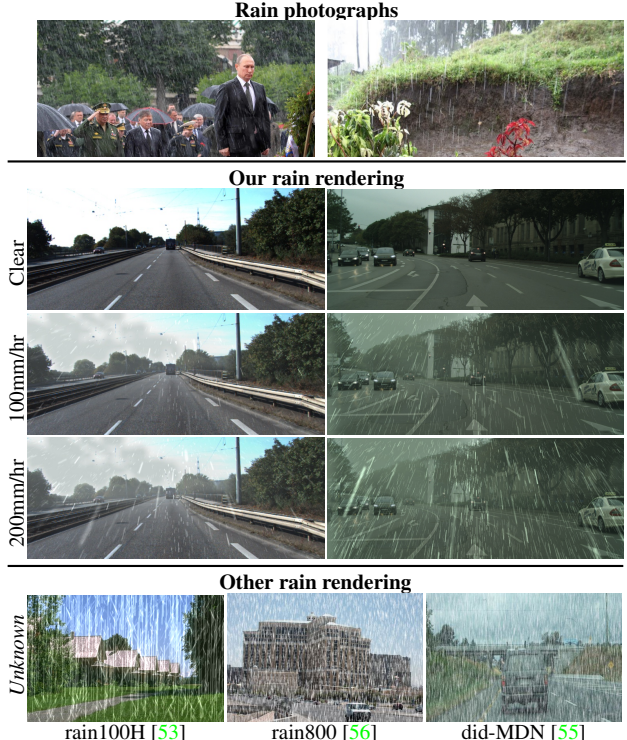 Rain photographs
Our rain rendering
Clear
100mm/hr
200mm/hr
Other rain rendering
Unknown
rain100H [53]
rain800 [56]
did-MDN [55]